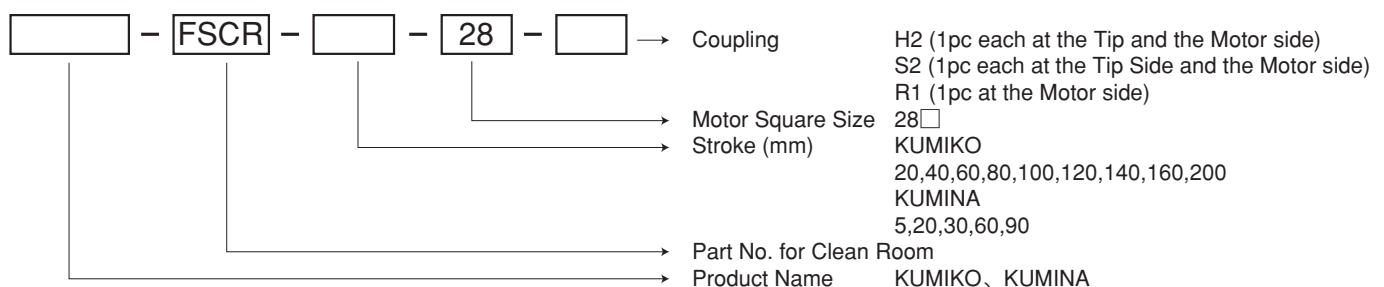 – FSCR – – 28 –
Coupling H2 (1pc each at the Tip and the Motor side)
S2 (1pc each at the Tip Side and the Motor side)
R1 (1pc at the Motor side)
Motor Square Size 28□
Stroke (mm) KUMIKO
20,40,60,80,100,120,140,160,200
KUMINA
5,20,30,60,90
Part No. for Clean Room
Product Name KUMIKO、KUMINA